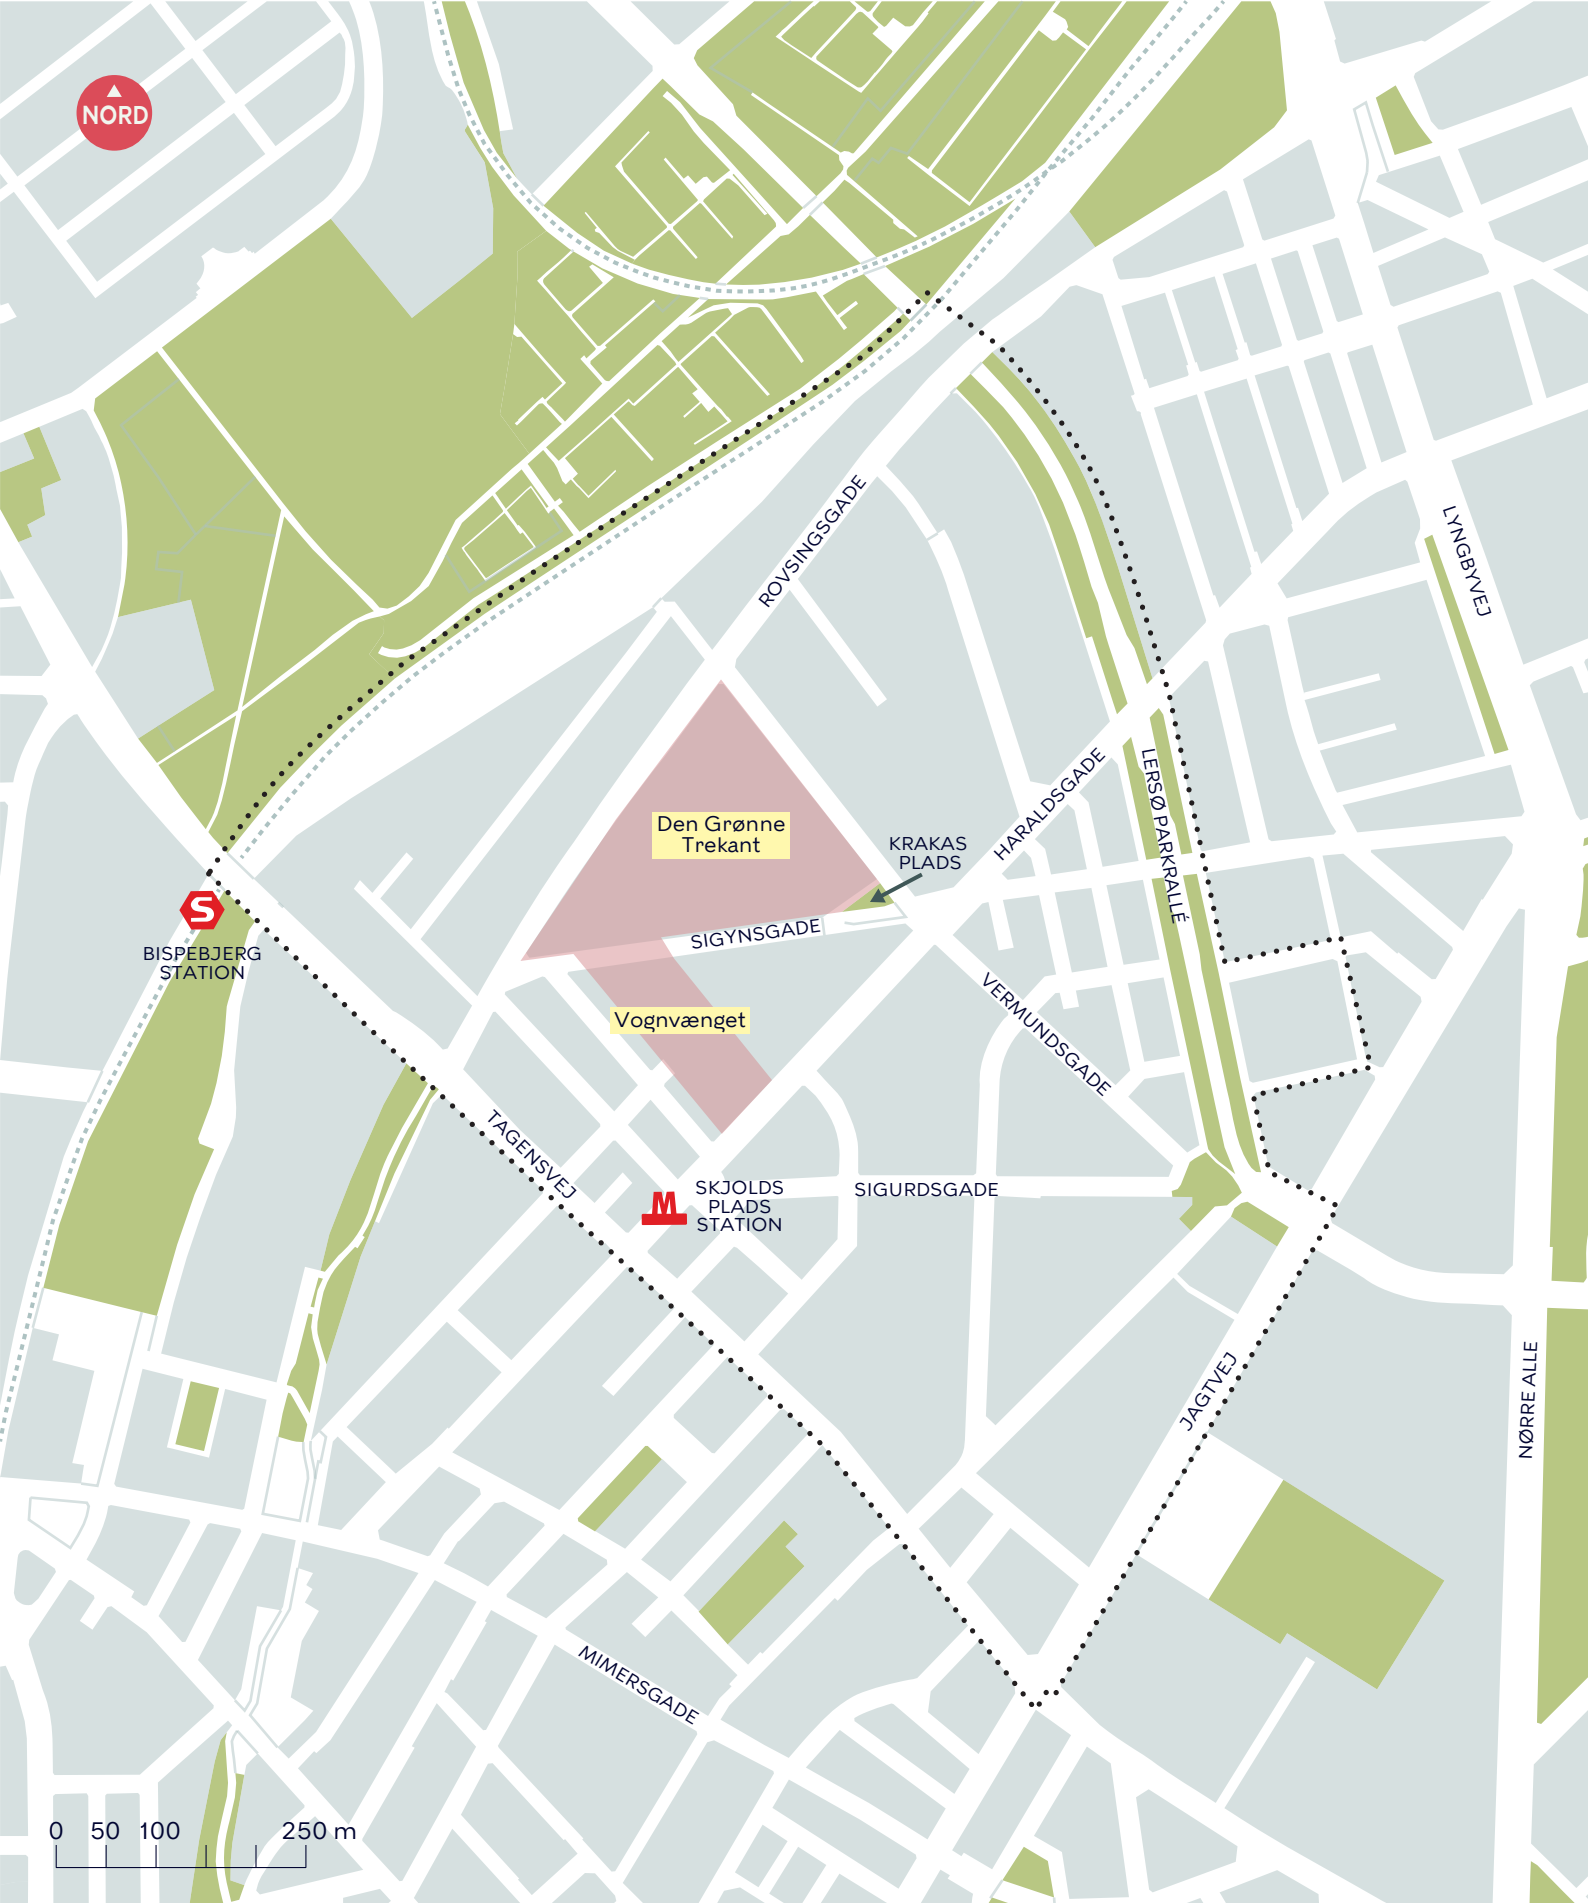 NORD
ROVSINGSGADE
LYNGBYVEJ
HARALDSGADE
LERSØ PARKRALLÉ
Den Grønne
Trekant
KRAKAS
PLADS
SIGYNSGADE
S
BISPEBJERG
STATION
Vognvænget
VERMUNDSGADE
TAGENSVEJ
M
SKJOLDS
PLADS
STATION
SIGURDSGADE
JAGTVEJ
NØRRE ALLE
MIMERSGADE
0 50 100 250 m